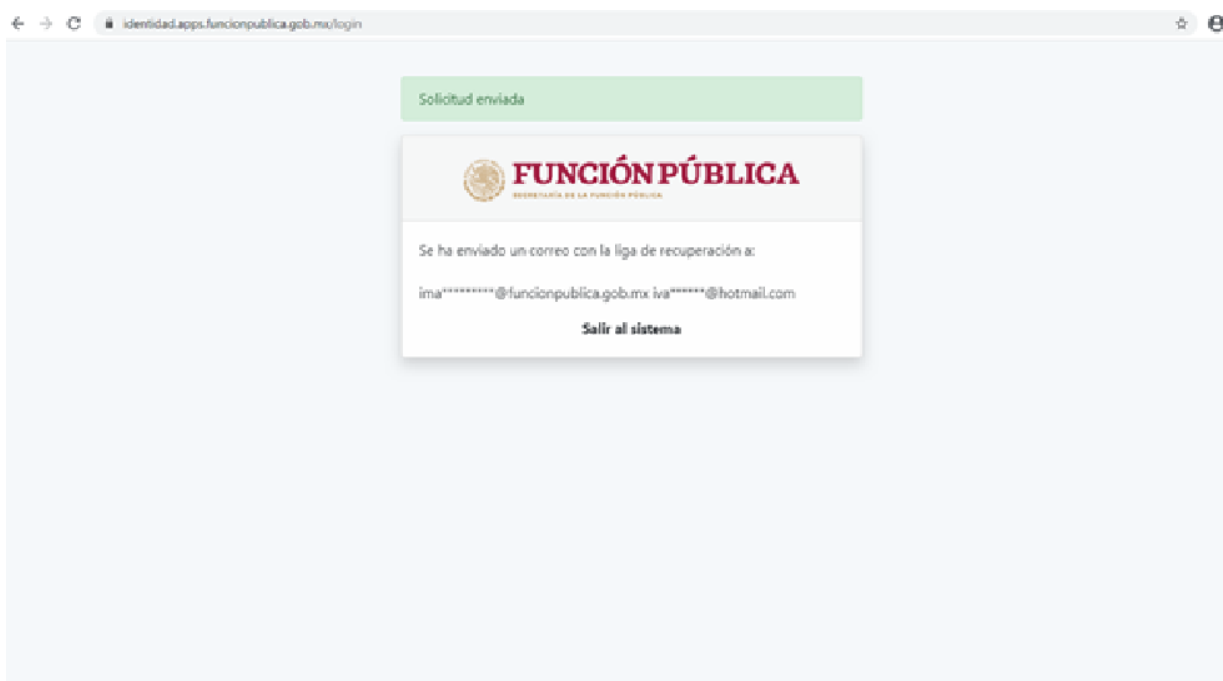 identidad.apps.funcionpublica.gob.mx/login
Solicitud enviada
FUNCIÓN PÚBLICA
SECRETARÍA DE LA FUNCIÓN PÚBLICA
Se ha enviado un correo con la liga de recuperación a:
ima*********@funcionpublica.gob.mx iva******@hotmail.com
Salir al sistema